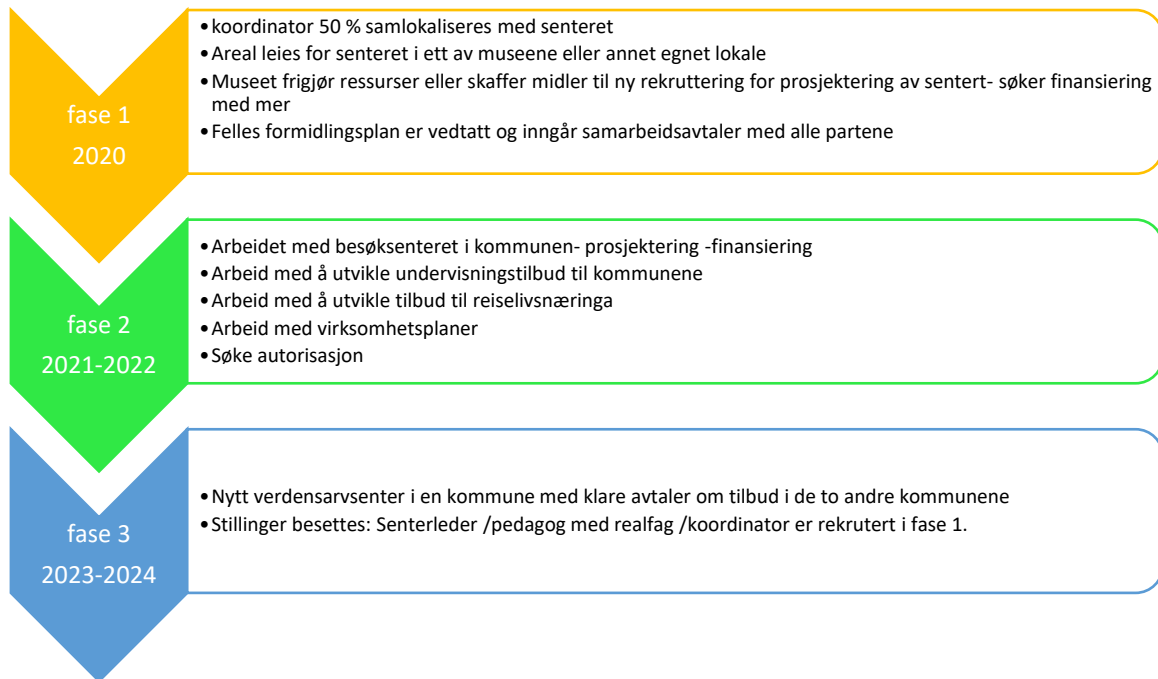 fase 1
2020
•koordinator 50 % samlokaliseres med senteret
•Areal leies for senteret i ett av museene eller annet egnet lokale
•Museet frigjør ressurser eller skaffer midler til ny rekruttering for prosjektering av sentert- søker finansiering
med mer
•Felles formidlingsplan er vedtatt og inngår samarbeidsavtaler med alle partene
fase 2
2021-2022
•Arbeidet med besøksenteret i kommunen- prosjektering -finansiering
•Arbeid med å utvikle undervisningstilbud til kommunene
•Arbeid med å utvikle tilbud til reiselivsnæringa
•Arbeid med virksomhetsplaner
•Søke autorisasjon
fase 3
2023-2024
•Nytt verdensarvsenter i en kommune med klare avtaler om tilbud i de to andre kommunene
•Stillinger besettes: Senterleder /pedagog med realfag /koordinator er rekrutert i fase 1.